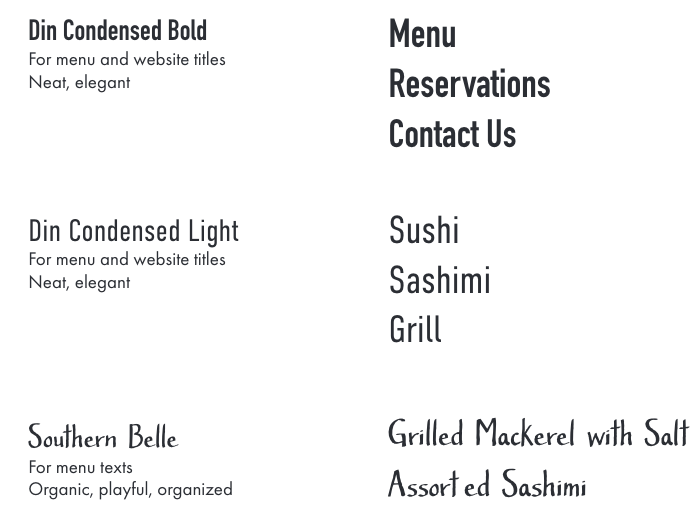 Din Condensed Bold
For menu and website titles
Neat, elegant
Menu
Reservations
Contact Us
Din Condensed Light
For menu and website titles
Neat, elegant
Sushi
Sashimi
Grill
Southern Belle
For menu texts
Organic, playful, organized
Grilled Mackerel with Salt
Assorted Sashimi